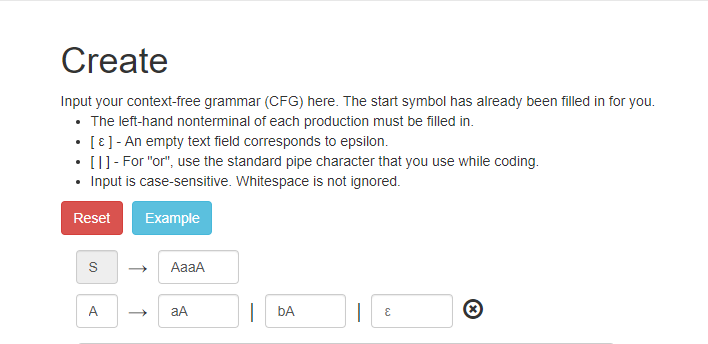 Create
Input your context-free grammar (CFG) here. The start symbol has already been filled in for you.
• The left-hand nonterminal of each production must be filled in.
• [ ε ] - An empty text field corresponds to epsilon.
• [ | ] - For "or", use the standard pipe character that you use while coding.
• Input is case-sensitive. Whitespace is not ignored.
Reset Example
S → AaaA
A → aA | bA | ε